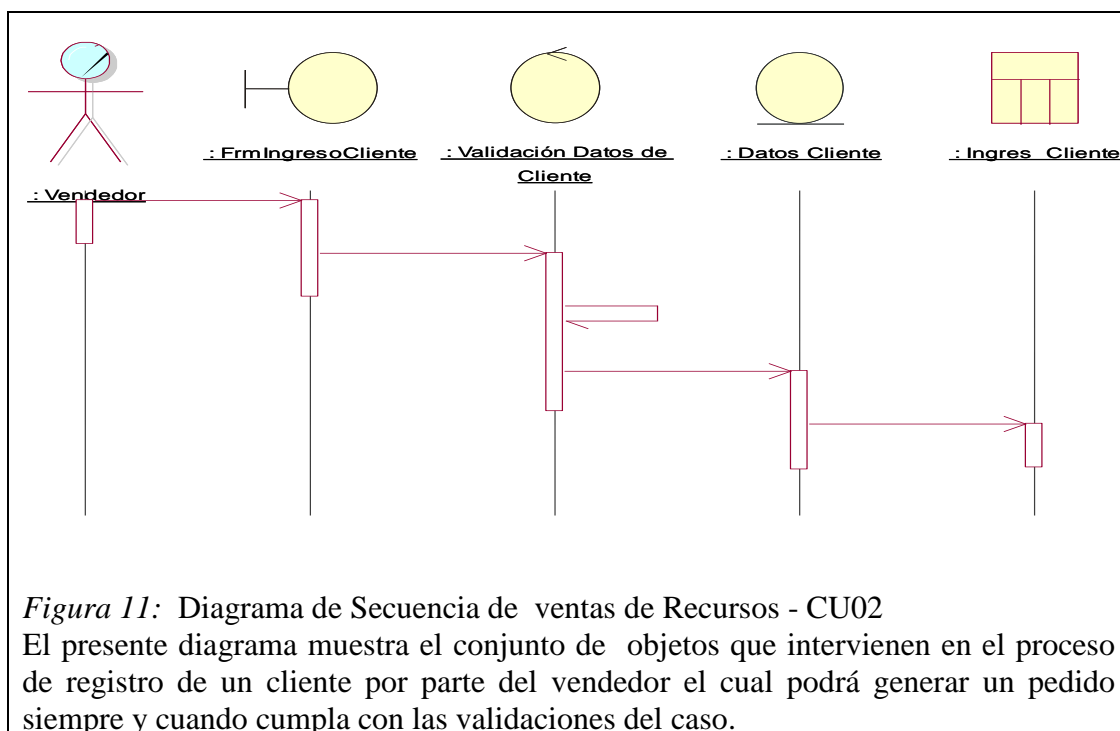 : FrmIngresoCliente
: Validación Datos de
Cliente
: Datos Cliente
: Ingres Cliente
: Vendedor
Figura 11: Diagrama de Secuencia de ventas de Recursos - CU02
El presente diagrama muestra el conjunto de objetos que intervienen en el proceso
de registro de un cliente por parte del vendedor el cual podrá generar un pedido
siempre y cuando cumpla con las validaciones del caso.